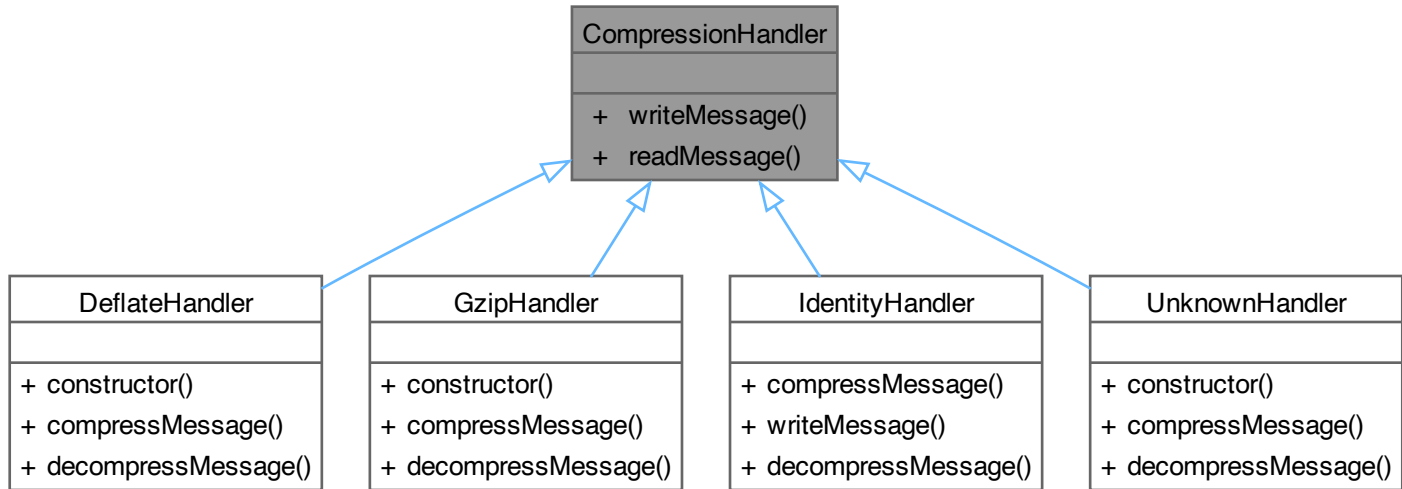 CompressionHandler
+ writeMessage()
+ readMessage()
DeflateHandler
+ constructor()
+ compressMessage()
+ decompressMessage()
GzipHandler
+ constructor()
+ compressMessage()
+ decompressMessage()
IdentityHandler
+ compressMessage()
+ writeMessage()
+ decompressMessage()
UnknownHandler
+ constructor()
+ compressMessage()
+ decompressMessage()